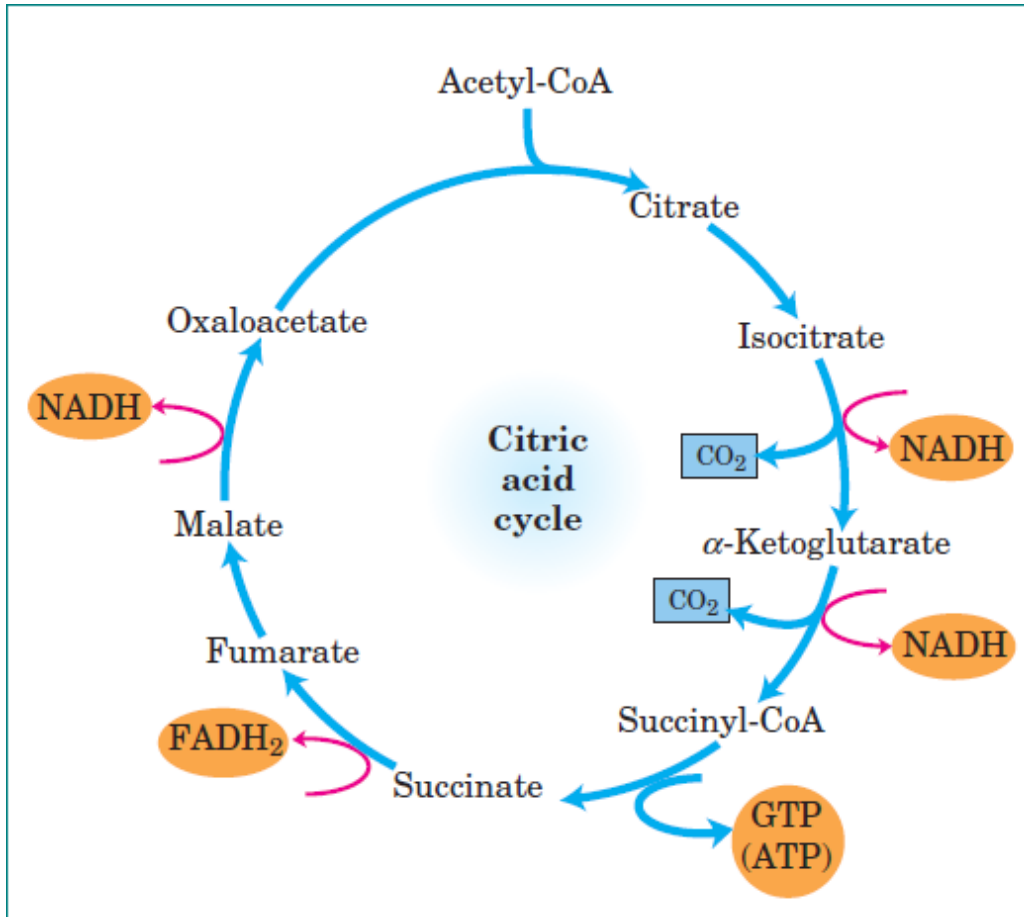 Acetyl-CoA
Citrate
Oxaloacetate
Isocitrate
NADH
Citric
acid
cycle
CO₂
NADH
Malate
α-Ketoglutarate
CO₂
Fumarate
NADH
Succinyl-CoA
FADH₂
Succinate
GTP
(ATP)